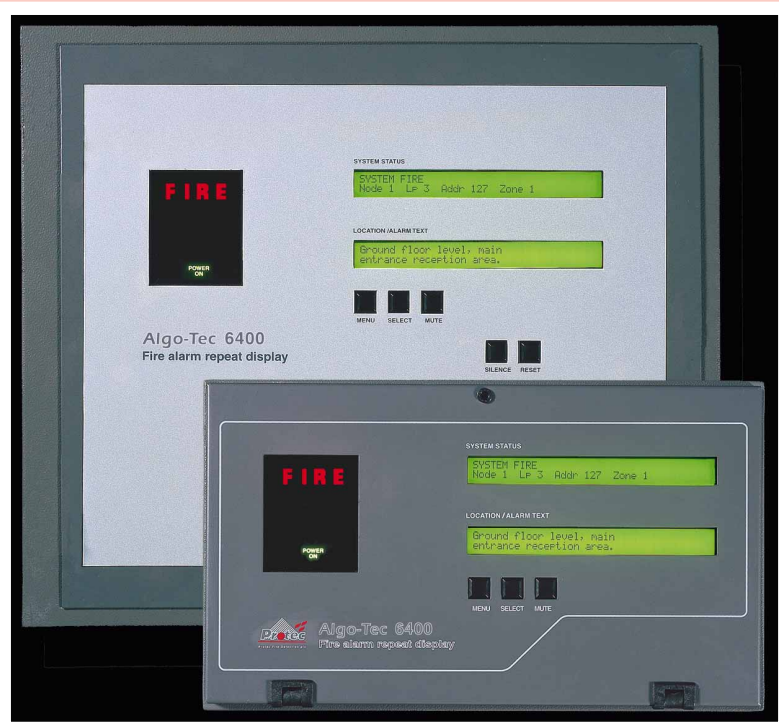 SYSTEM STATUS
SYSTEM FIRE
Node 1 Lp 3 Addr 127 Zone 1
FIRE
LOCATION /ALARM TEXT
Ground floor level, main
entrance reception area.
POWER
ON
MENU SELECT MUTE
Algo-Tec 6400
Fire alarm repeat display
SILENCE RESET
SYSTEM STATUS
SYSTEM FIRE
Node 1 Lp 3 Addr 127 Zone 1
FIRE
LOCATION / ALARM TEXT
Ground floor level, main
entrance reception area.
POWER
ON
MENU SELECT MUTE
Protec
Algo-Tec 6400
Fire alarm repeat display